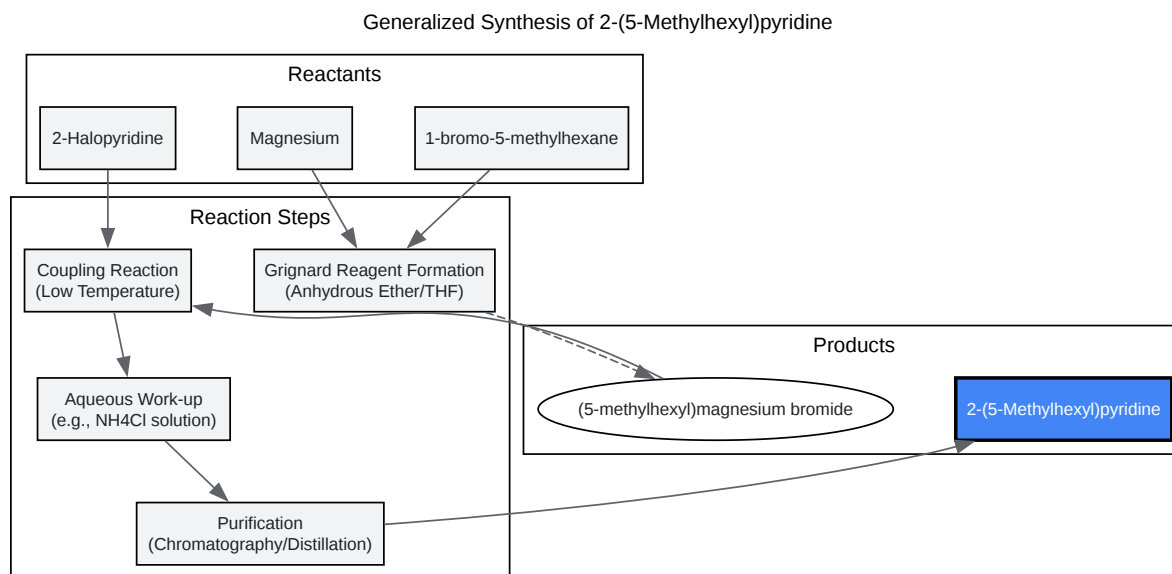 Generalized Synthesis of 2-(5-Methylhexyl)pyridine
Reactants
2-Halopyridine
Magnesium
1-bromo-5-methylhexane
Reaction Steps
Coupling Reaction
(Low Temperature)
Grignard Reagent Formation
(Anhydrous Ether/THF)
Products
Aqueous Work-up
(e.g., NH4Cl solution)
(5-methylhexyl)magnesium bromide
2-(5-Methylhexyl)pyridine
Purification
(Chromatography/Distillation)